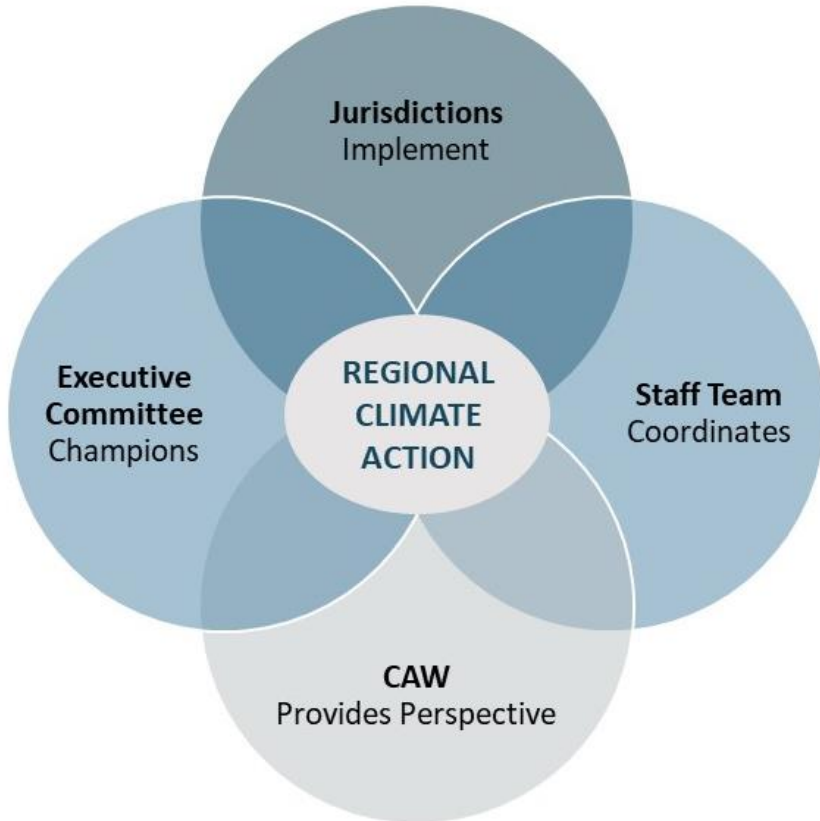 Jurisdictions
Implement
Executive
Committee
Champions
REGIONAL
CLIMATE
ACTION
Staff Team
Coordinates
CAW
Provides Perspective